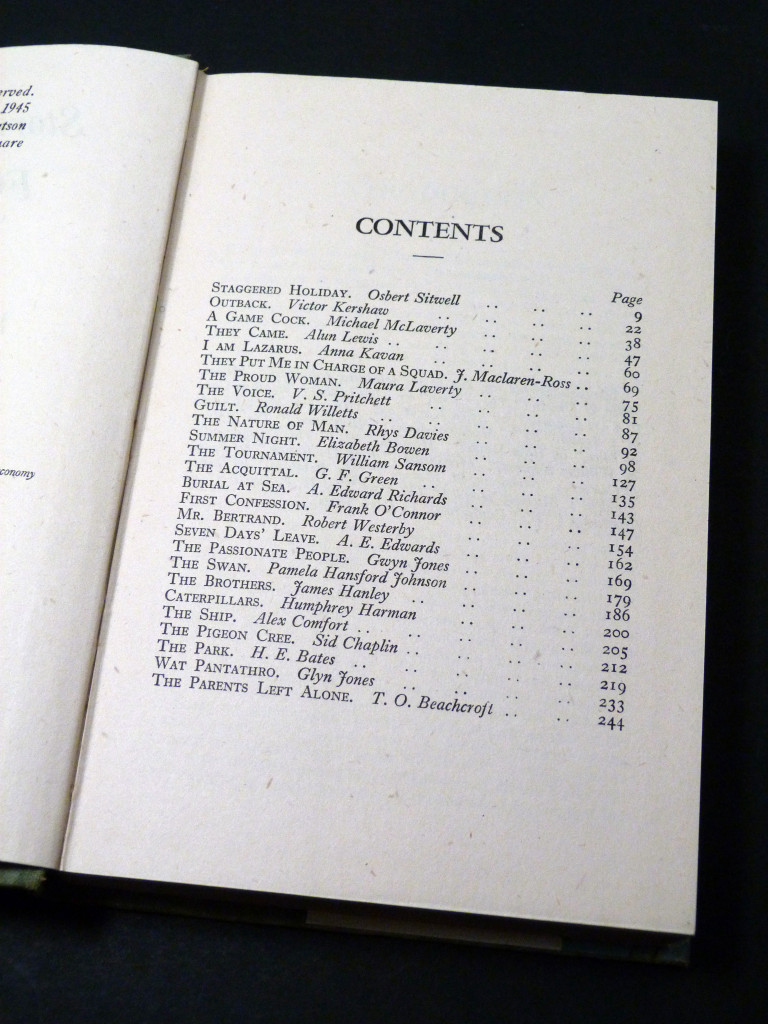 erved.
1945
tson
uare
conomy
CONTENTS
Page
STAGGERED HOLIDAY. Osbert Sitwell .. .. .. 9
OUTBACK. Victor Kershaw .. .. .. 22
A GAME COCK. Michael McLaverty .. .. .. 38
THEY CAME. Alun Lewis .. .. .. .. 47
I AM LAZARUS. Anna Kavan .. .. .. 60
THEY PUT ME IN CHARGE OF A SQUAD. J. Maclaren-Ross .. 69
THE PROUD WOMAN. Maura Laverty .. .. .. 75
THE VOICE. V. S. Pritchett .. .. .. 81
GUILT. Ronald Willetts .. .. .. .. 87
THE NATURE OF MAN. Rhys Davies .. .. .. 92
SUMMER NIGHT. Elizabeth Bowen .. .. .. 98
THE TOURNAMENT. William Sansom .. .. .. 127
THE ACQUITTAL. G. F. Green .. .. .. 135
BURIAL AT SEA. A. Edward Richards .. .. .. 143
FIRST CONFESSION. Frank O'Connor .. .. .. 147
MR. BERTRAND. Robert Westerby .. .. .. 154
SEVEN DAYS' LEAVE. A. E. Edwards .. .. .. 162
THE PASSIONATE PEOPLE. Gwyn Jones .. .. .. 169
THE SWAN. Pamela Hansford Johnson .. .. .. 179
THE BROTHERS. James Hanley .. .. .. 186
CATERPILLARS. Humphrey Harman .. .. .. 200
THE SHIP. Alex Comfort .. .. .. .. 205
THE PIGEON CREE. Sid Chaplin .. .. .. 212
THE PARK. H. E. Bates .. .. .. .. 219
WAT PANTATHRO. Glyn Jones .. .. .. .. 233
THE PARENTS LEFT ALONE. T. O. Beachcroft .. .. 244